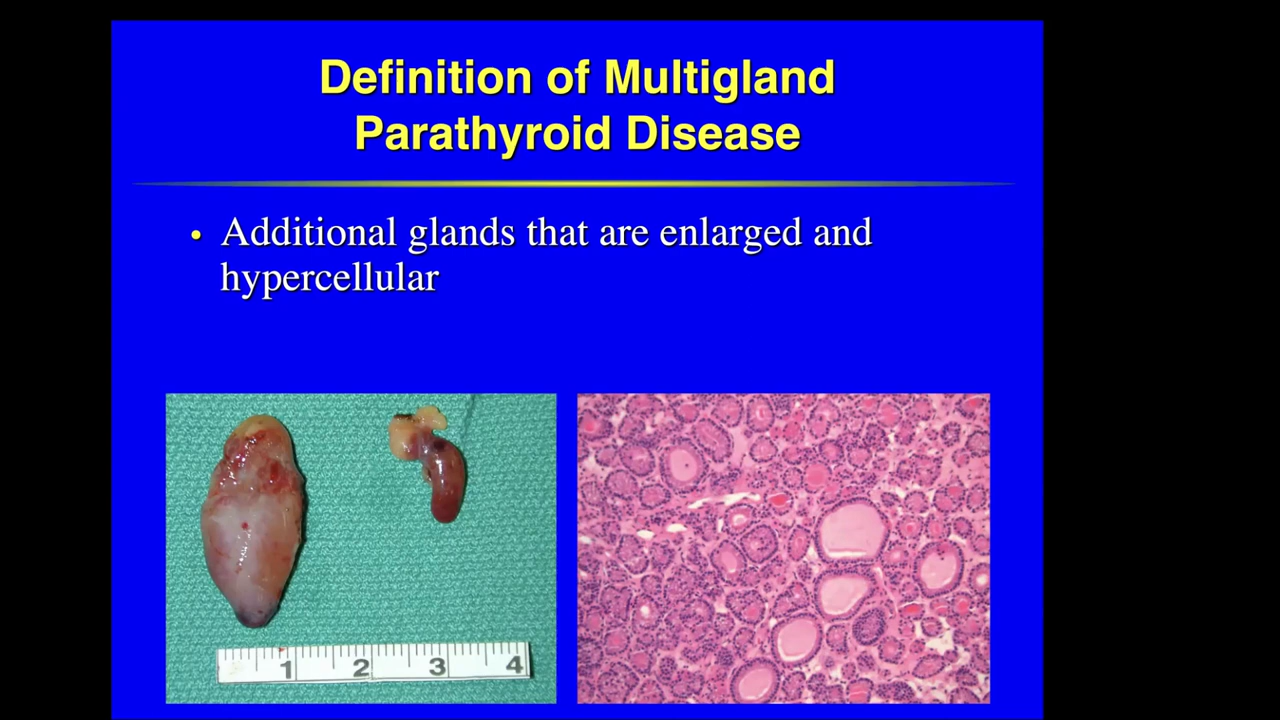 Definition of Multigland
Parathyroid Disease
• Additional glands that are enlarged and
hypercellular
1 2 3 4